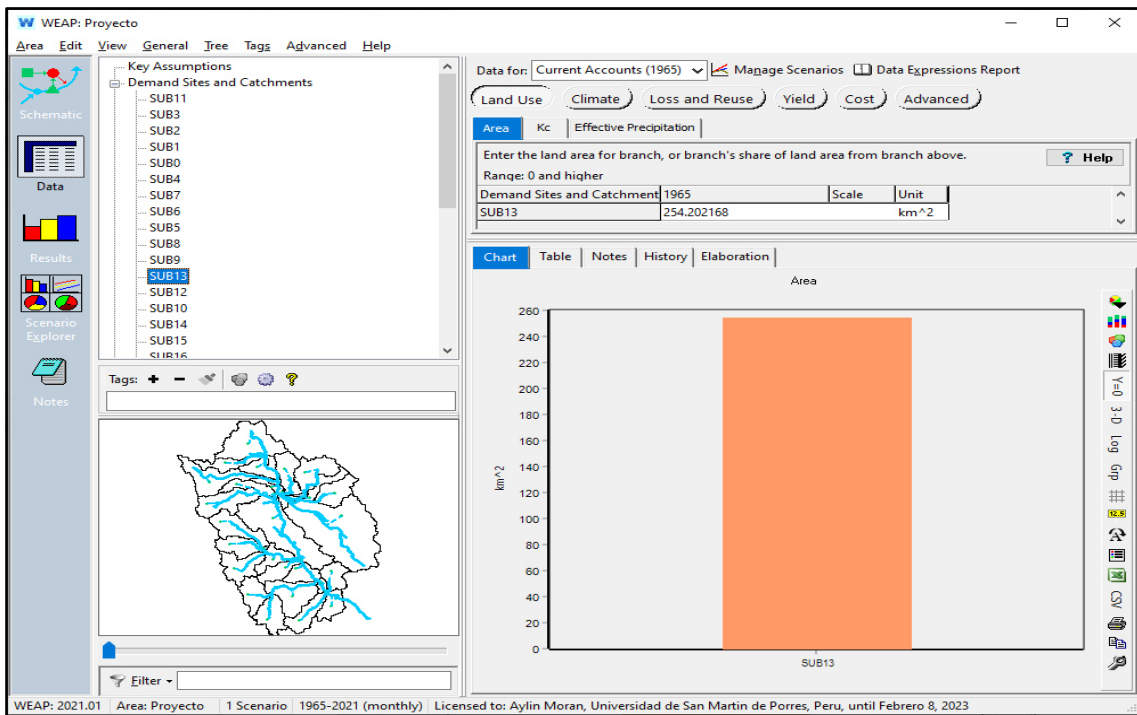 WEAP: Proyecto
Area Edit View General Tree Tags Advanced Help
Schematic
Data
Results
Scenario
Explorer
Notes
Key Assumptions
Demand Sites and Catchments
SUB11
SUB3
SUB2
SUB1
SUB0
SUB4
SUB7
SUB6
SUB5
SUB8
SUB9
SUB13
SUB12
SUB10
SUB14
SUB15
SUB16
Tags:
Filter
Data for: Current Accounts (1965) Manage Scenarios Data Expressions Report
Land Use Climate Loss and Reuse Yield Cost Advanced
Area Kc Effective Precipitation
Enter the land area for branch, or branch's share of land area from branch above. ? Help
Range: 0 and higher
Demand Sites and Catchment 1965 Scale Unit
SUB13 254.202168 km^2
Chart Table Notes History Elaboration
Area
260
240
220
200
180
160
140
120
100
80
60
40
20
0
km^2
SUB13
Y=0
3-D
Log
Grp
12.5
CSV
WEAP: 2021.01 Area: Proyecto 1 Scenario 1965-2021 (monthly) Licensed to: Aylin Moran, Universidad de San Martin de Porres, Peru, until Febrero 8, 2023